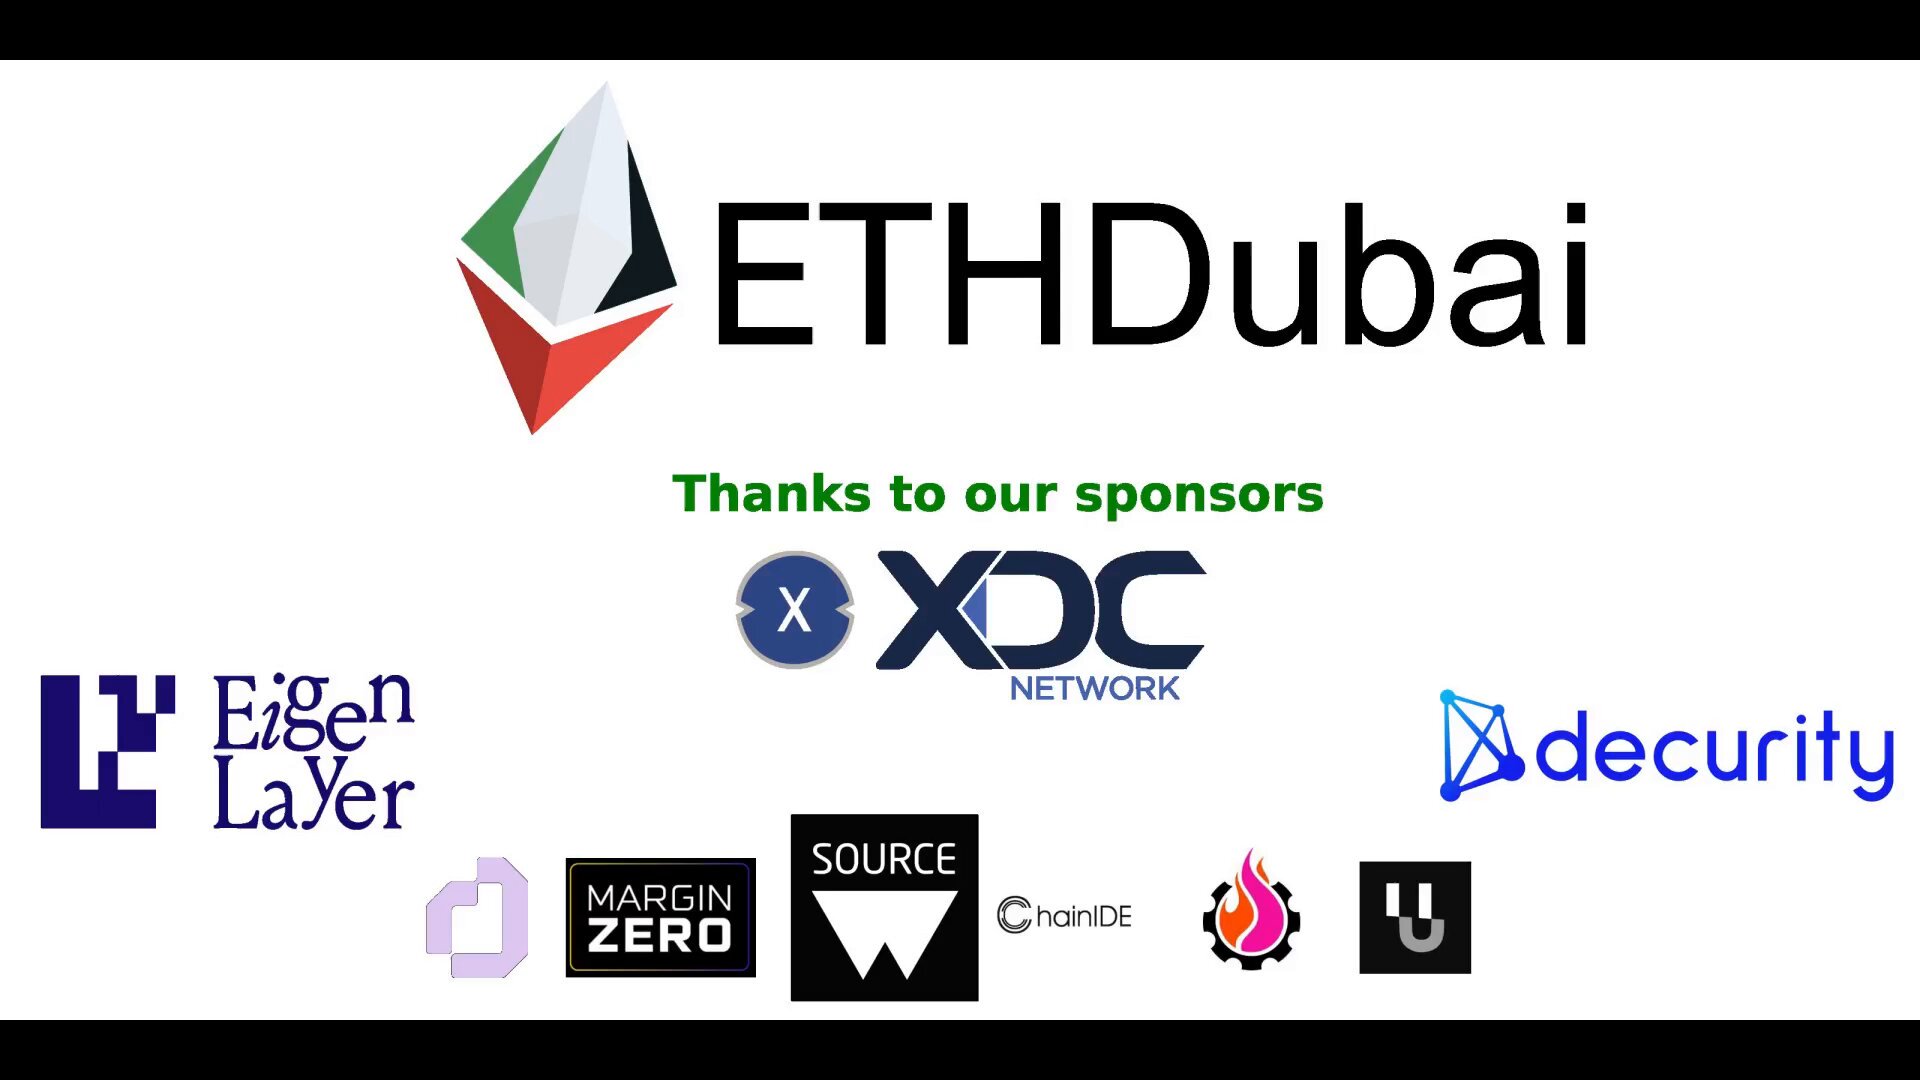 ETHDubai
Thanks to our sponsors
X XDC
NETWORK
Eigen
Layer
decurity
MARGIN
ZERO
SOURCE
W
ChainIDE
U